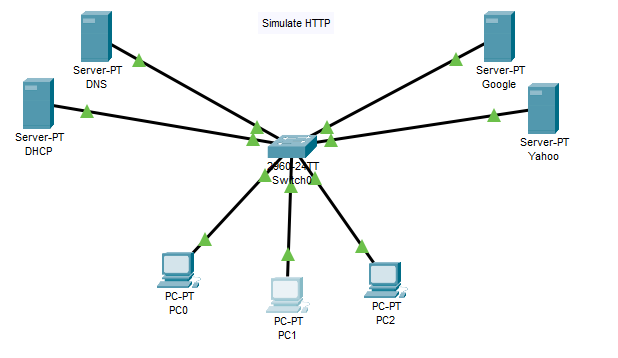 Simulate HTTP
Server-PT
DNS
Server-PT
Google
Server-PT
DHCP
Server-PT
Yahoo
2960-24TT
Switch0
PC-PT
PC0
PC-PT
PC1
PC-PT
PC2